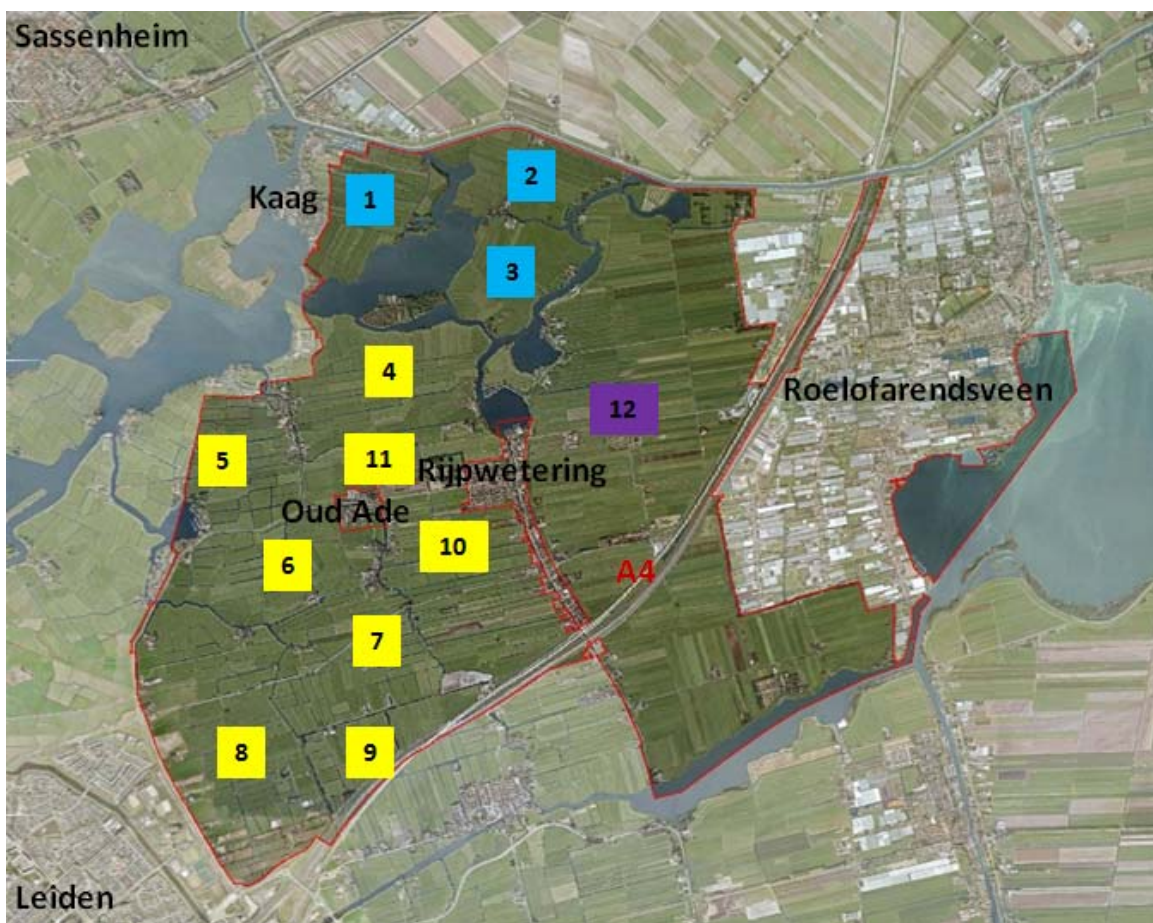 Sassenheim
Kaag
1
2
3
4
Roelofarendsveen
12
5
11
Rijpwetering
Oud Ade
6
10
A4
7
8
9
Leiden